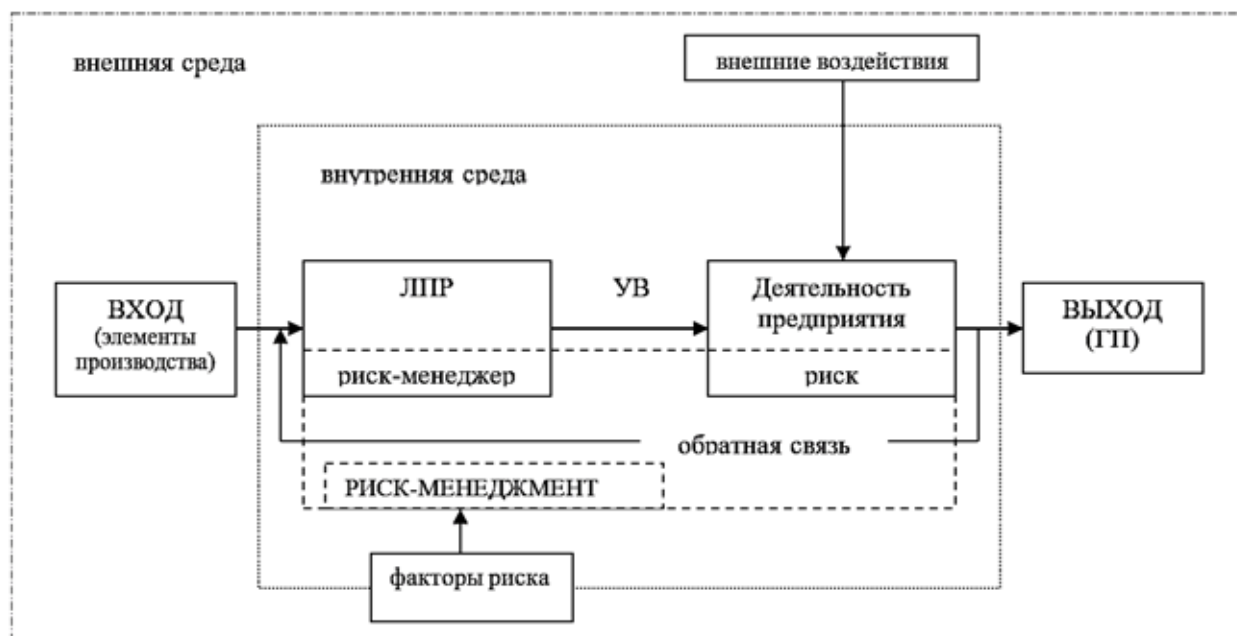 внешняя среда
внешние воздействия
внутренняя среда
ВХОД
(элементы
производства)
ЛПР
риск-менеджер
УВ
Деятельность
предприятия
риск
ВЫХОД
(ГП)
обратная связь
РИСК-МЕНЕДЖМЕНТ
факторы риска